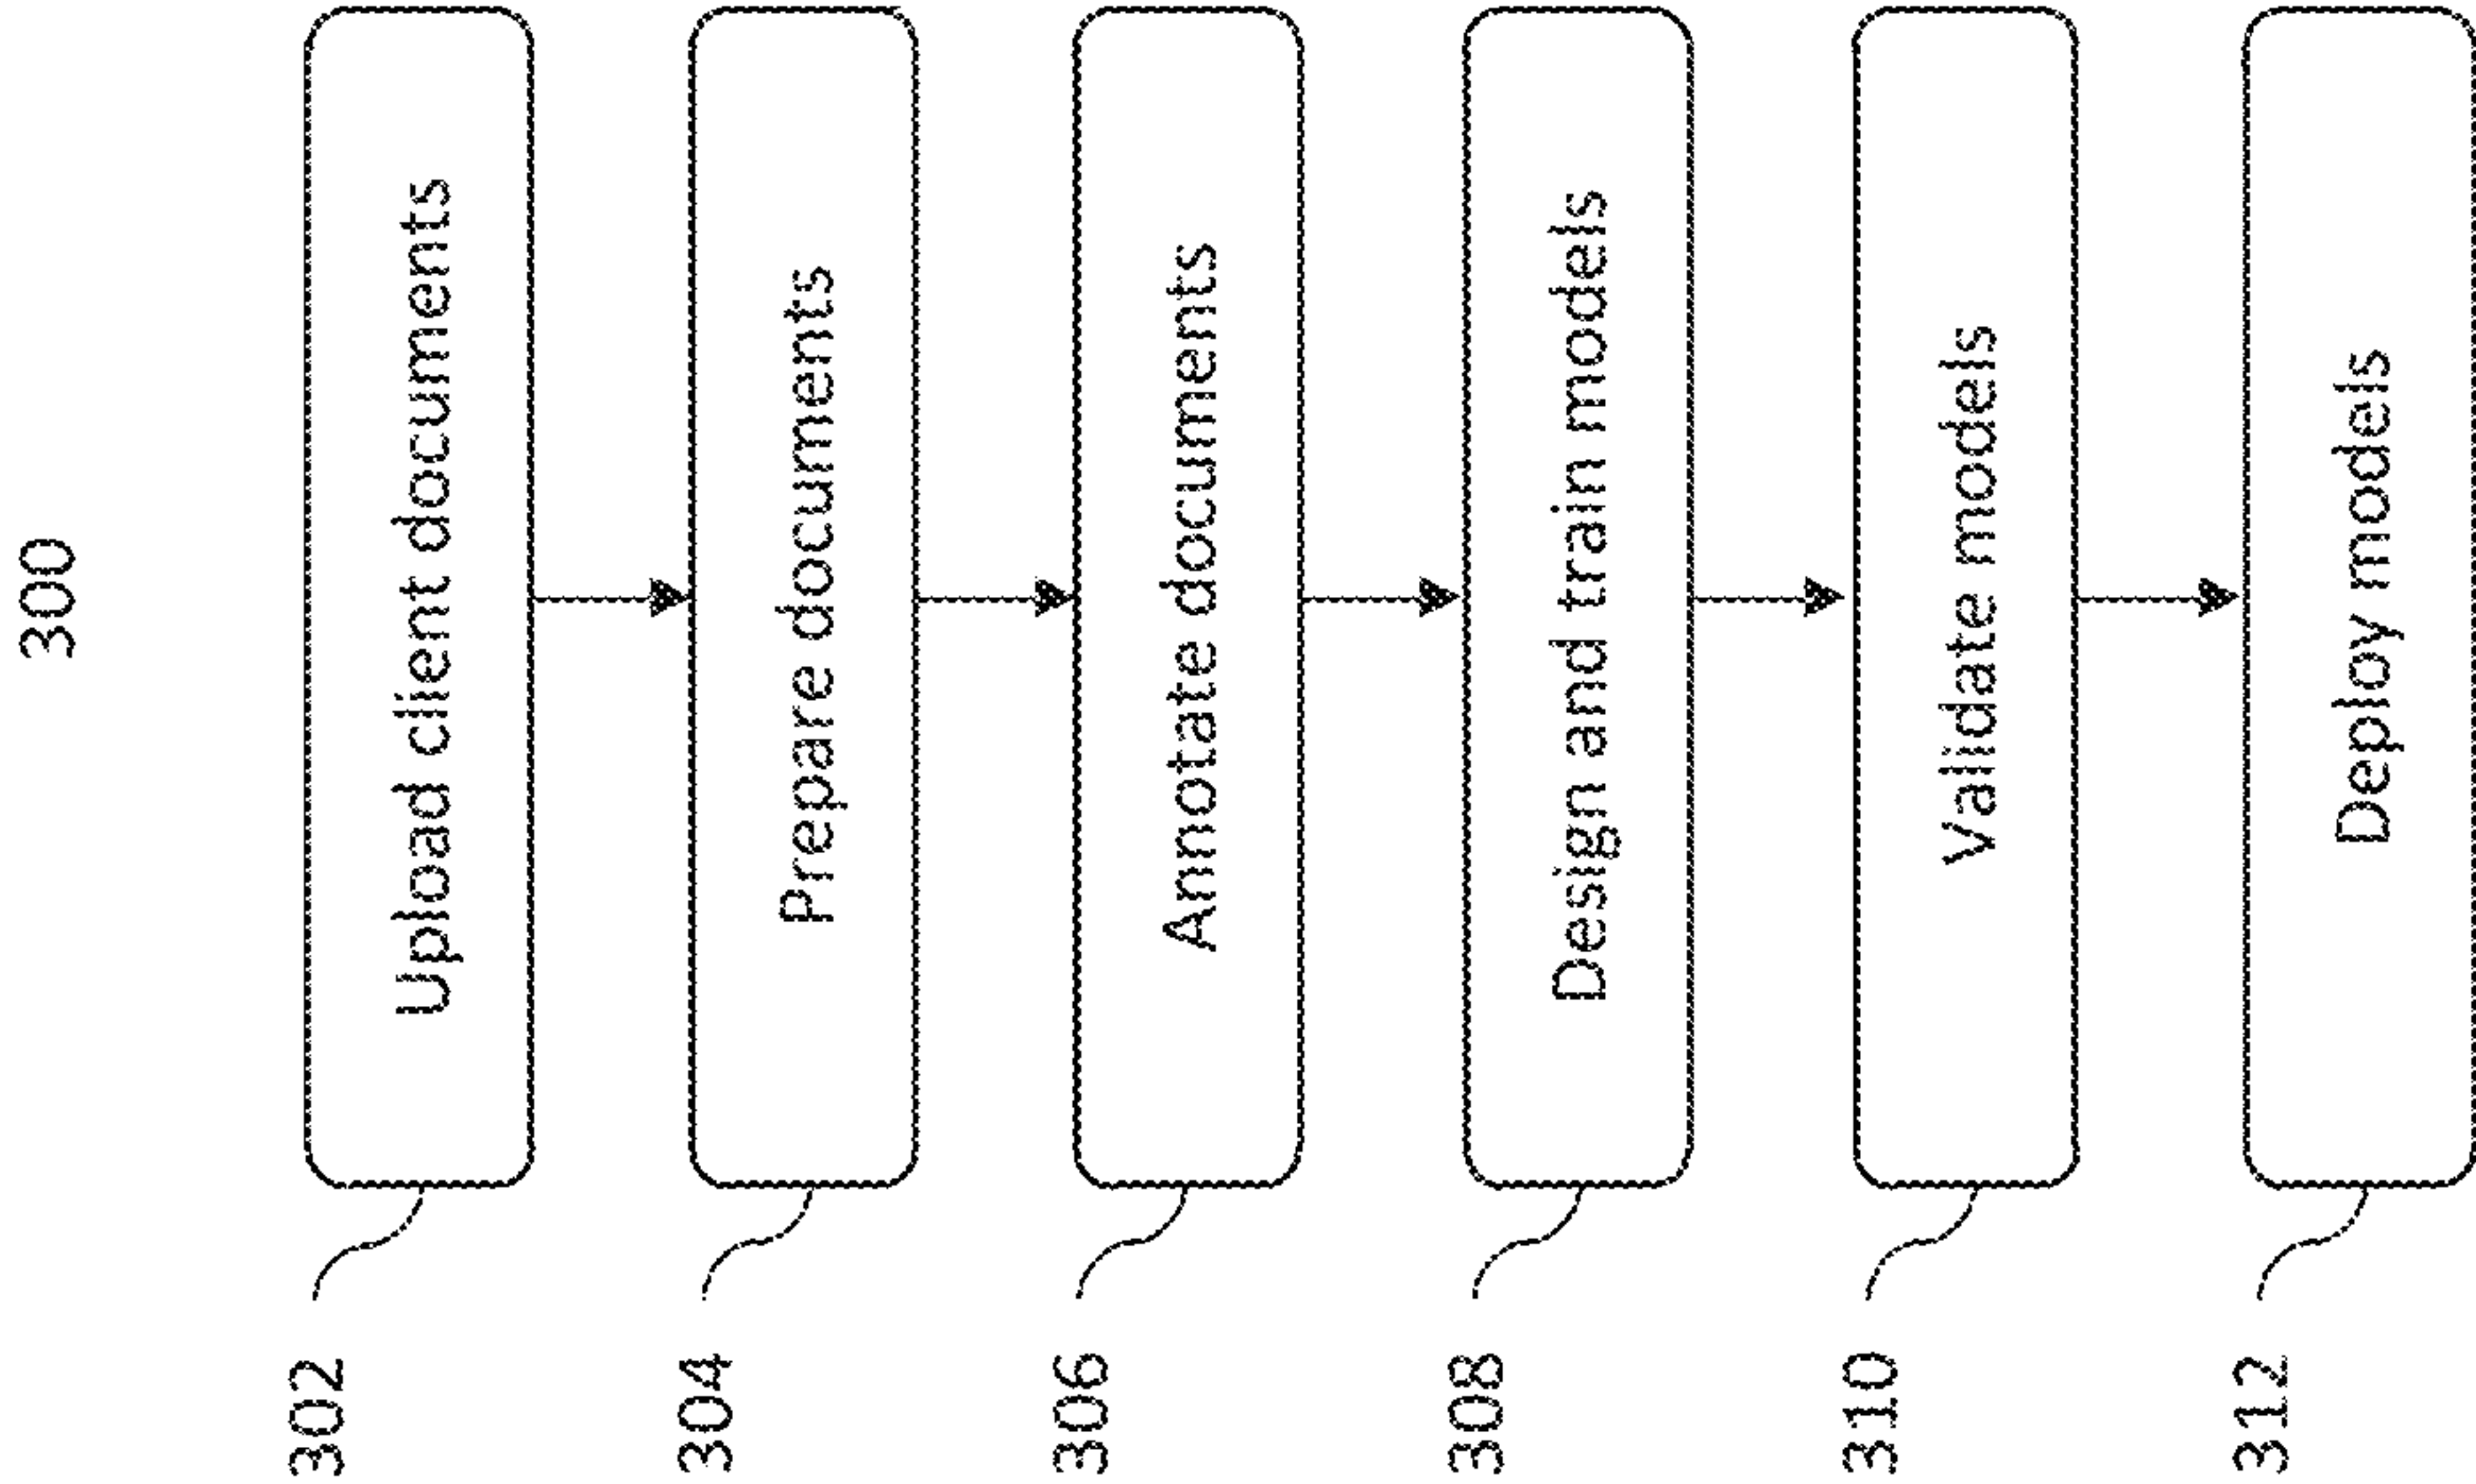 300
302
Upload client documents
304
Prepare documents
306
Annotate documents
308
Design and train models
310
Validate models
312
Deploy models